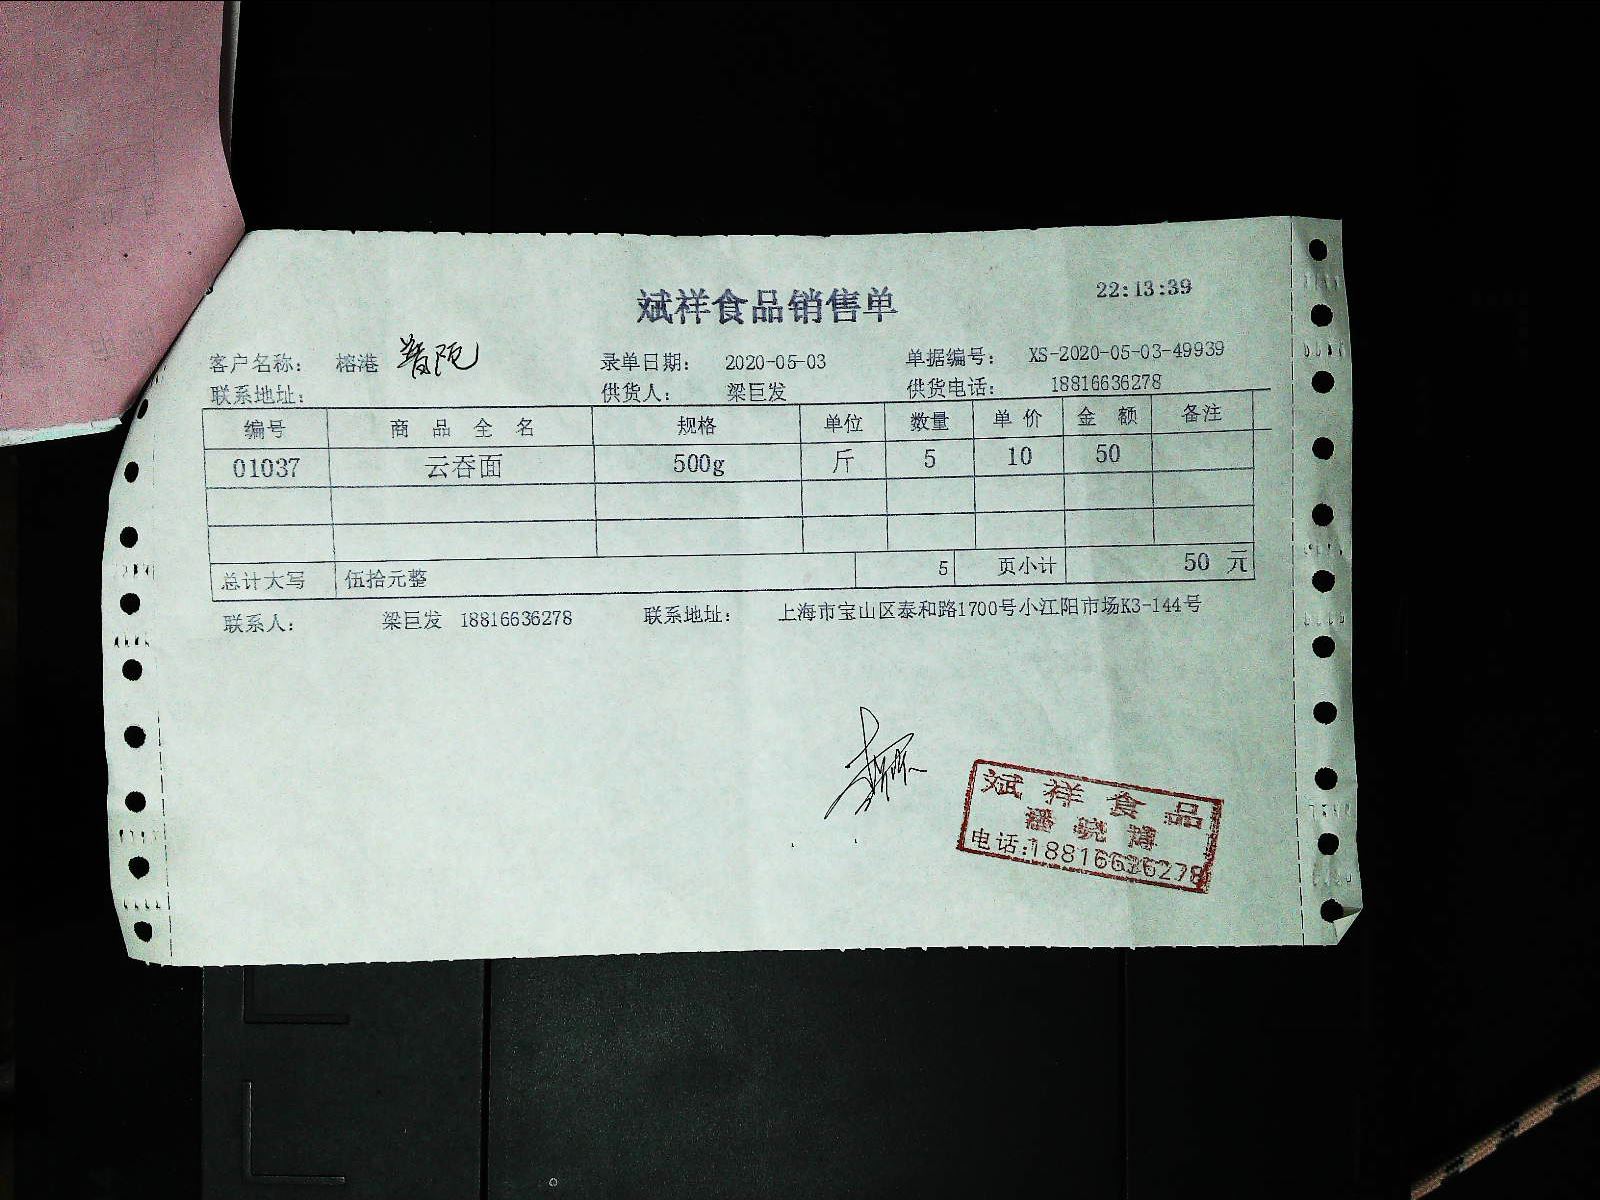 斌祥食品销售单
22:13:39
客户名称： 榕港 普陀 录单日期： 2020-05-03 单据编号： XS-2020-05-03-49939
联系地址： 供货人： 梁巨发 供货电话： 18816636278
编号 商品全名 规格 单位 数量 单价 金额 备注
01037 云吞面 500g 斤 5 10 50
总计大写 伍拾元整 5 页小计 50 元
联系人： 梁巨发 18816636278 联系地址： 上海市宝山区泰和路1700号小江阳市场K3-144号
斌祥食品
电话:18816636278